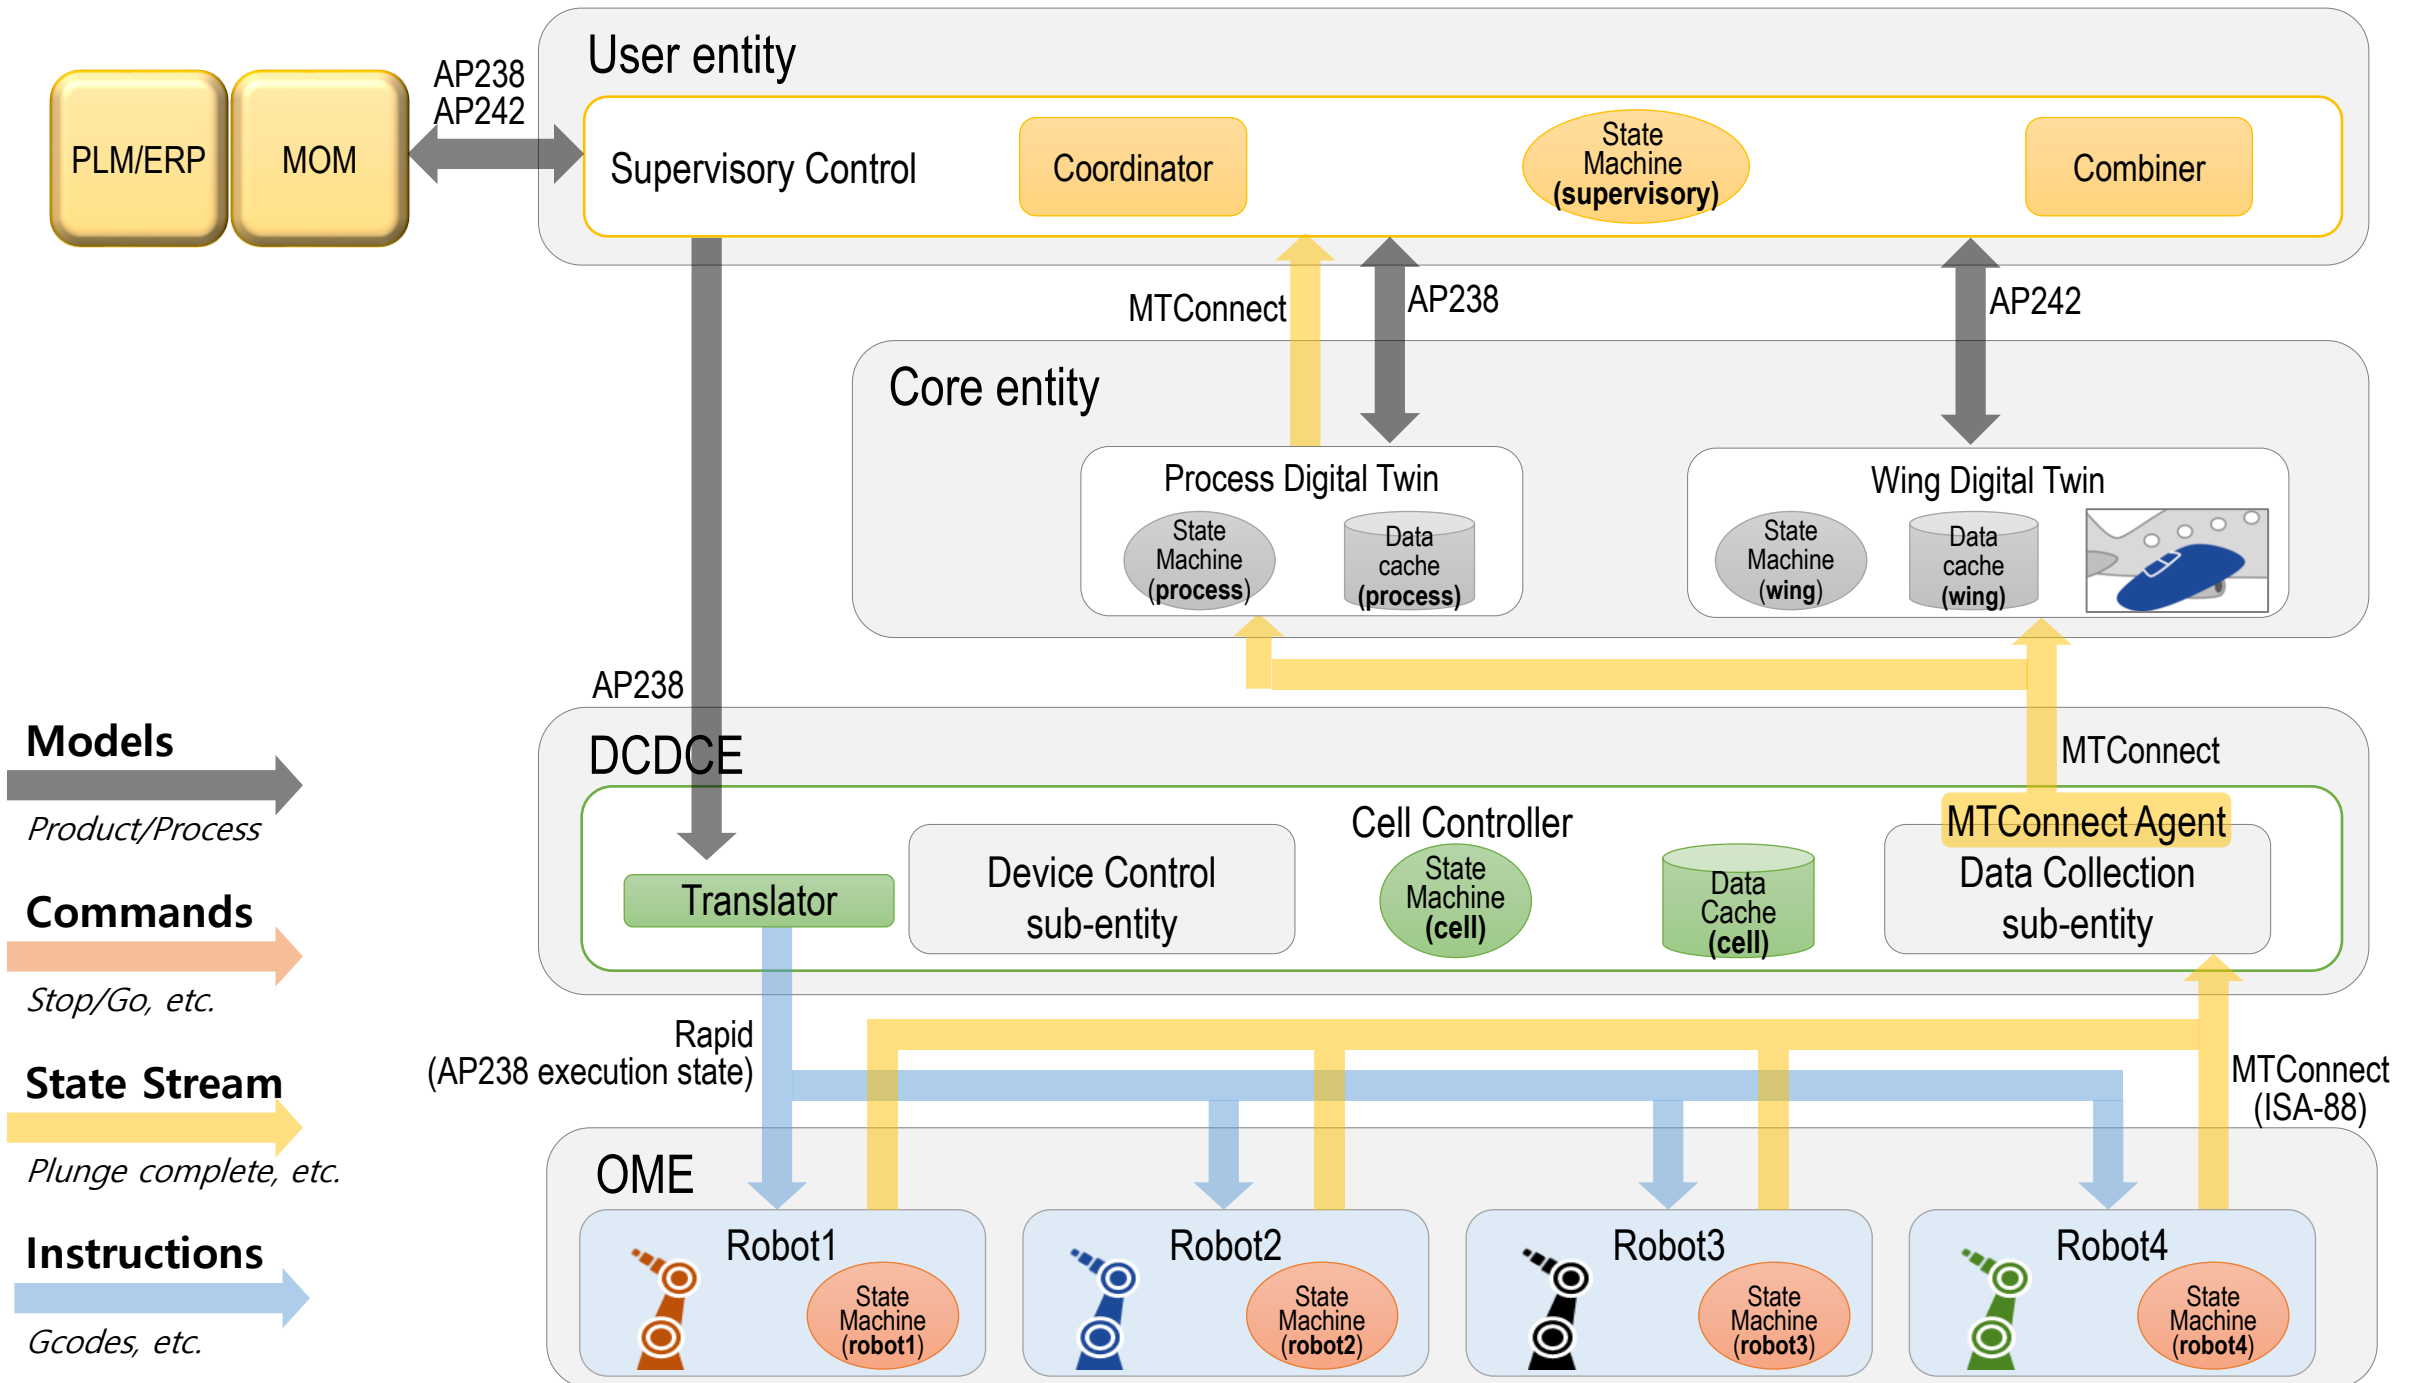 User entity
AP238
AP242
PLM/ERP
MOM
Supervisory Control
Coordinator
State
Machine
(supervisory)
Combiner
MTConnect
AP238
AP242
Core entity
Process Digital Twin
State
Machine
(process)
Data
cache
(process)
Wing Digital Twin
State
Machine
(wing)
Data
cache
(wing)
AP238
DCDCE
MTConnect
Cell Controller
Translator
Device Control
sub-entity
State
Machine
(cell)
Data
Cache
(cell)
MTConnect Agent
Data Collection
sub-entity
Rapid
(AP238 execution state)
MTConnect
(ISA-88)
OME
Robot1
State
Machine
(robot1)
Robot2
State
Machine
(robot2)
Robot3
State
Machine
(robot3)
Robot4
State
Machine
(robot4)
Models
Product/Process
Commands
Stop/Go, etc.
State Stream
Plunge complete, etc.
Instructions
Gcodes, etc.